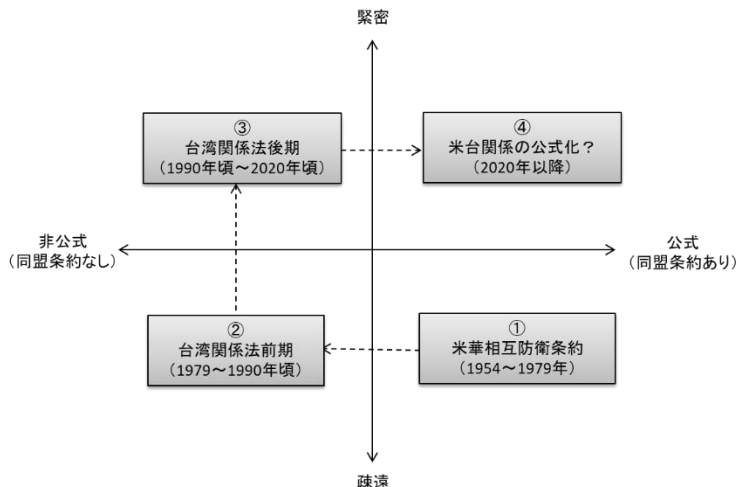 緊密
③
台湾関係法後期
（1990年頃～2020年頃）
④
米台関係の公式化？
（2020年以降）
非公式
（同盟条約なし）
公式
（同盟条約あり）
②
台湾関係法前期
（1979～1990年頃）
①
米華相互防衛条約
（1954～1979年）
疎遠